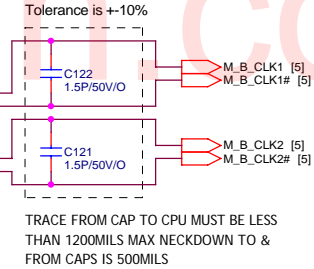 Tolerance is +-10%
C122
1.5P/50V/O
M_B_CLK1 [5]
M_B_CLK1# [5]
C121
1.5P/50V/O
M_B_CLK2 [5]
M_B_CLK2# [5]
TRACE FROM CAP TO CPU MUST BE LESS
THAN 1200MILS MAX NECKDOWN TO &
FROM CAPS IS 500MILS